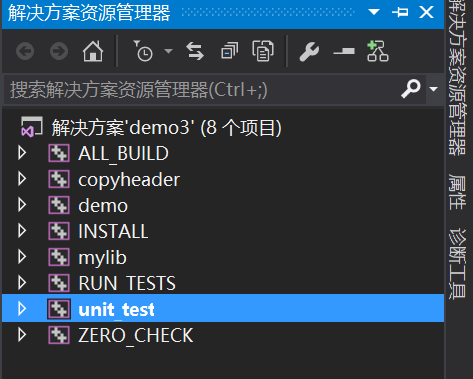 解决方案资源管理器
搜索解决方案资源管理器(Ctrl+;)
解决方案'demo3' (8 个项目)
ALL_BUILD
copyheader
demo
INSTALL
mylib
RUN_TESTS
unit_test
ZERO_CHECK
解决方案资源管理器
属性
诊断工具